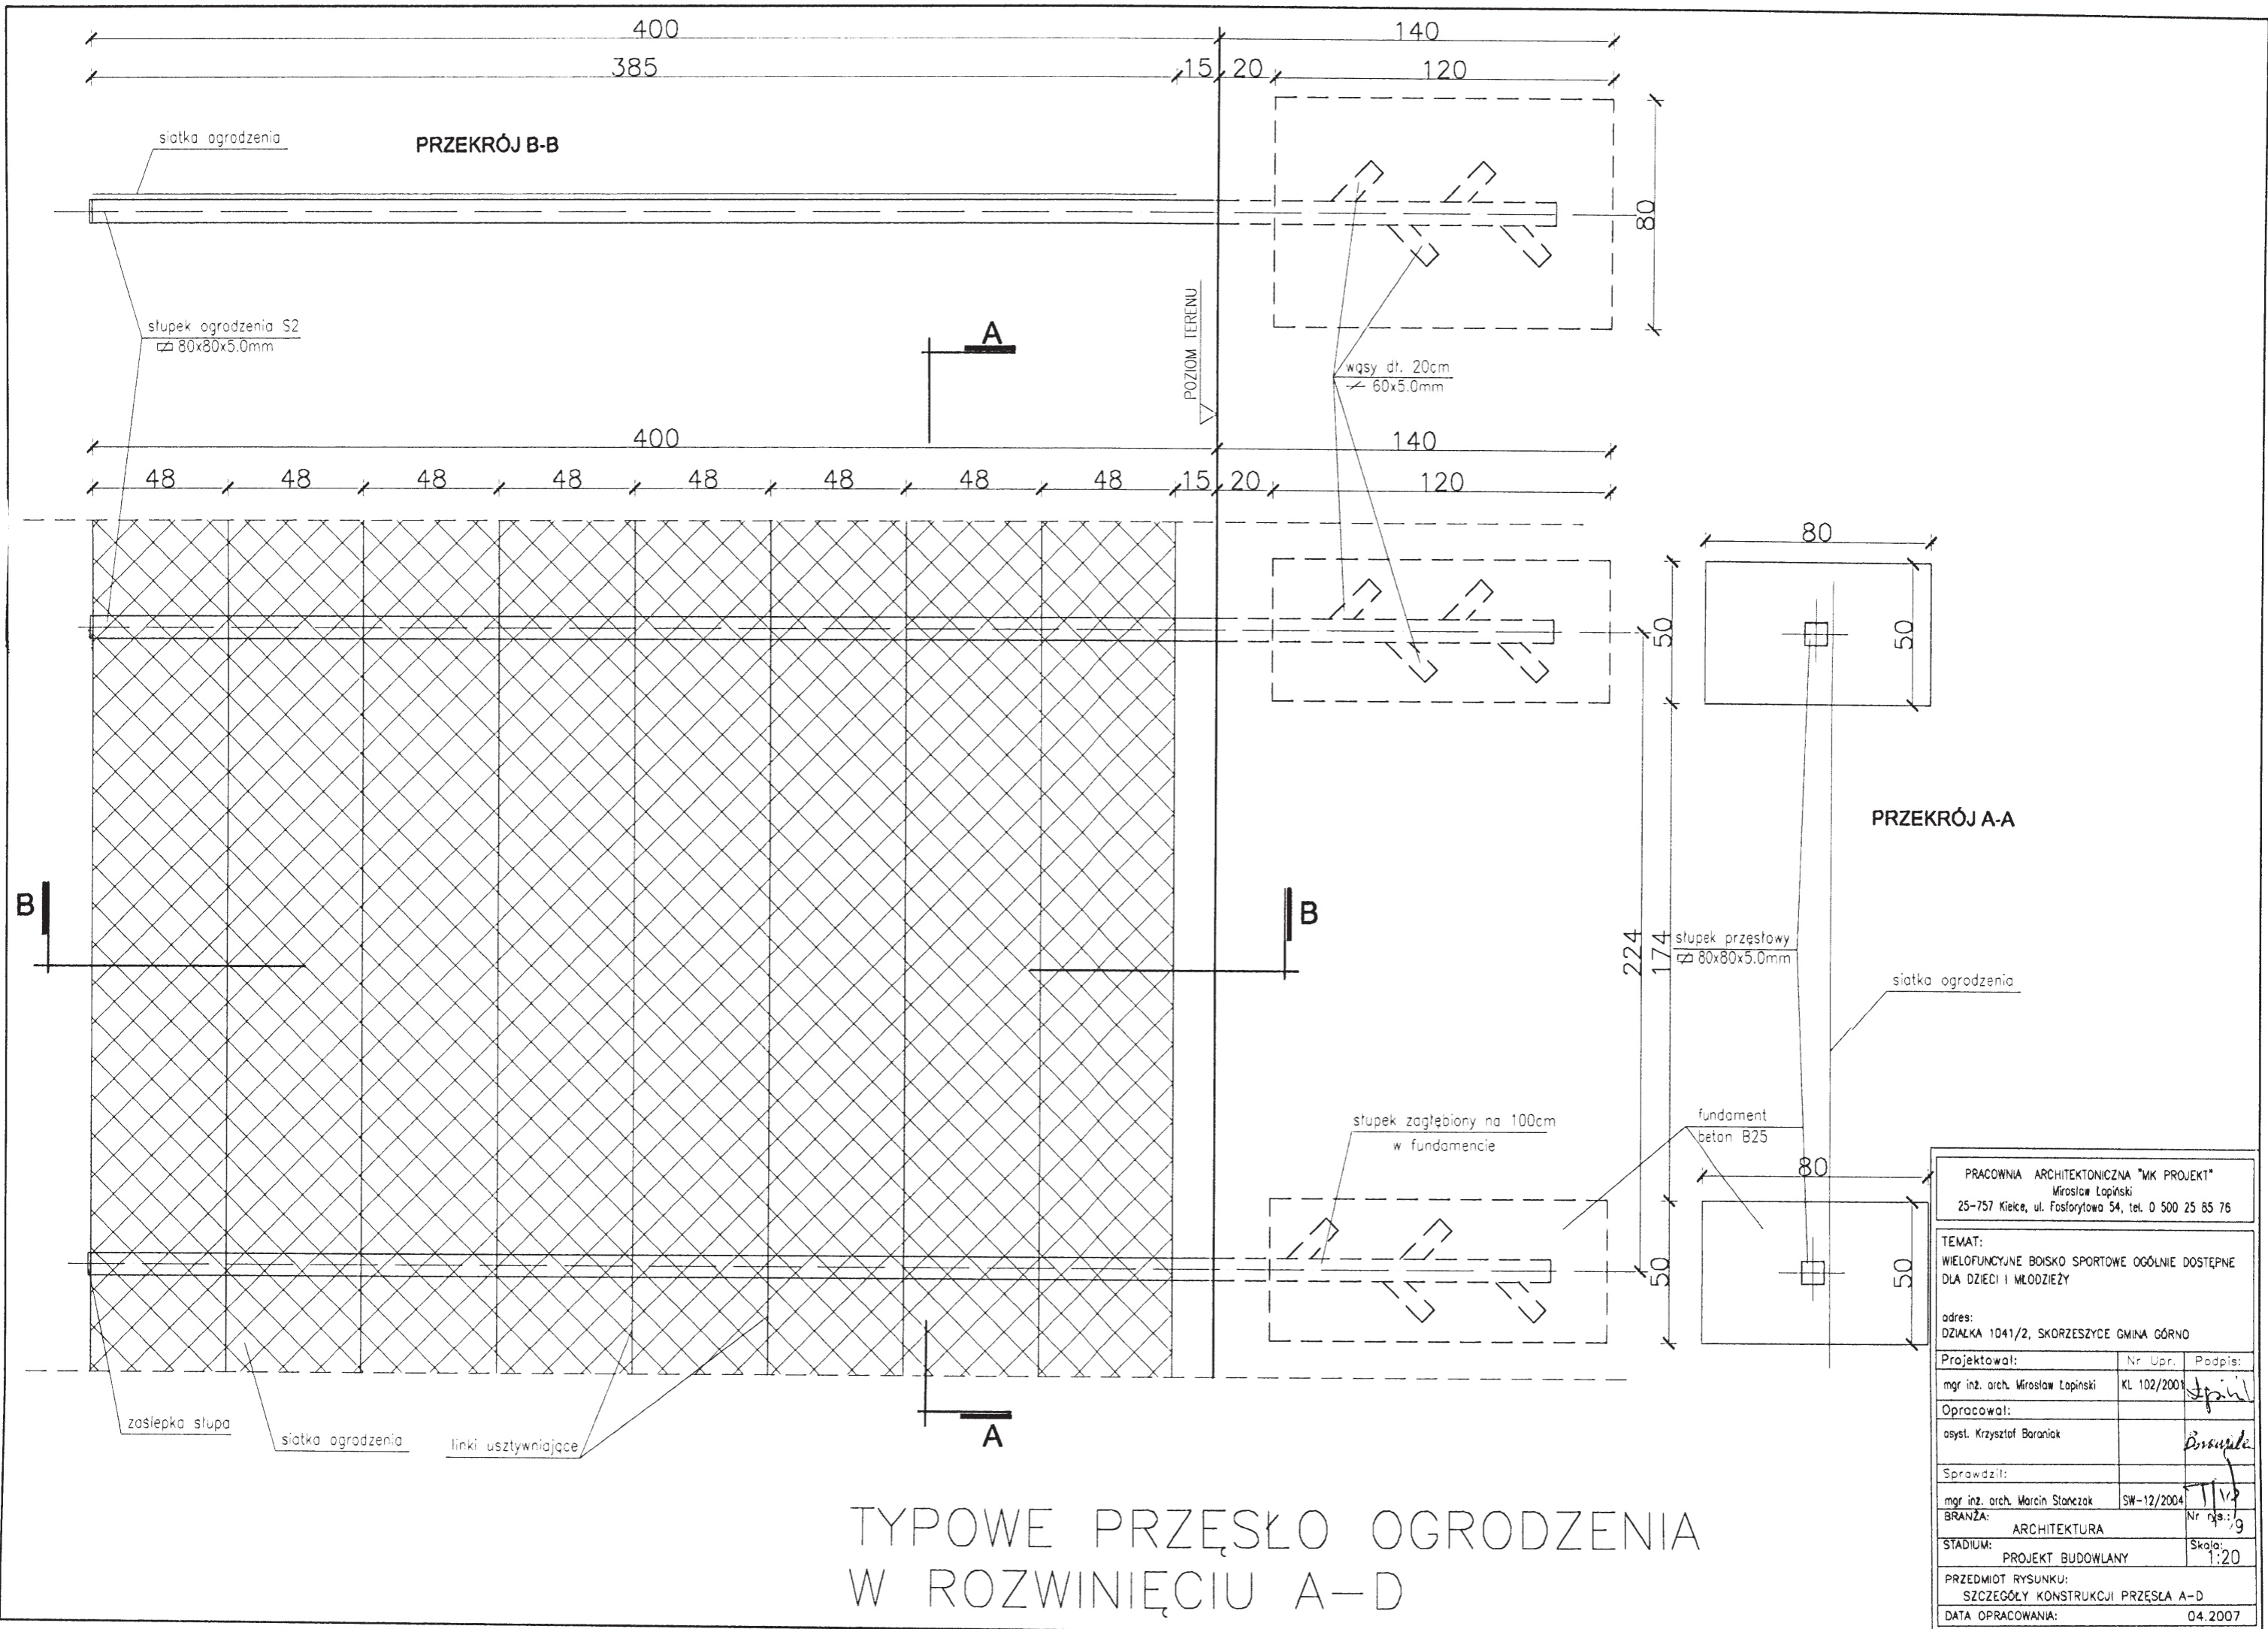 400
140
385
15
20
120
siatka ogrodzenia
PRZEKRÓJ B-B
80
słupek ogrodzenia S2
80x80x5.0mm
A
POZIOM TERENU
wąsy dł. 20cm
60x5.0mm
400
140
48
48
48
48
48
48
48
48
15
20
120
80
50
50
PRZEKRÓJ A-A
B
B
224
174
słupek przęsłowy
80x80x5.0mm
siatka ogrodzenia
słupek zagłębiony na 100cm
w fundamencie
fundament
beton B25
80
50
50
zaślepka słupa
siatka ogrodzenia
linki usztywniające
A
TYPOWE PRZĘSŁO OGRODZENIA
W ROZWINIĘCIU A-D
PRACOWNIA ARCHITEKTONICZNA "MK PROJEKT"
Mirosław Łapiński
25-757 Kielce, ul. Fosforytowa 54, tel. 0 500 25 85 76
TEMAT:
WIELOFUNCYJNE BOISKO SPORTOWE OGÓLNIE DOSTĘPNE
DLA DZIECI I MŁODZIEŻY
adres:
DZIAŁKA 1041/2, SKORZESZYCE GMINA GÓRNO
Projektował: Nr Upr. Podpis:
mgr inż. arch. Mirosław Łapiński KL 102/2001
Opracował:
asyst. Krzysztof Baraniak
Sprawdził:
mgr inż. arch. Marcin Stańczak SW-12/2004
BRANŻA: Nr rys.:
ARCHITEKTURA 9
STADIUM: Skala:
PROJEKT BUDOWLANY 1:20
PRZEDMIOT RYSUNKU:
SZCZEGÓŁY KONSTRUKCJI PRZĘSŁA A-D
DATA OPRACOWANIA: 04.2007